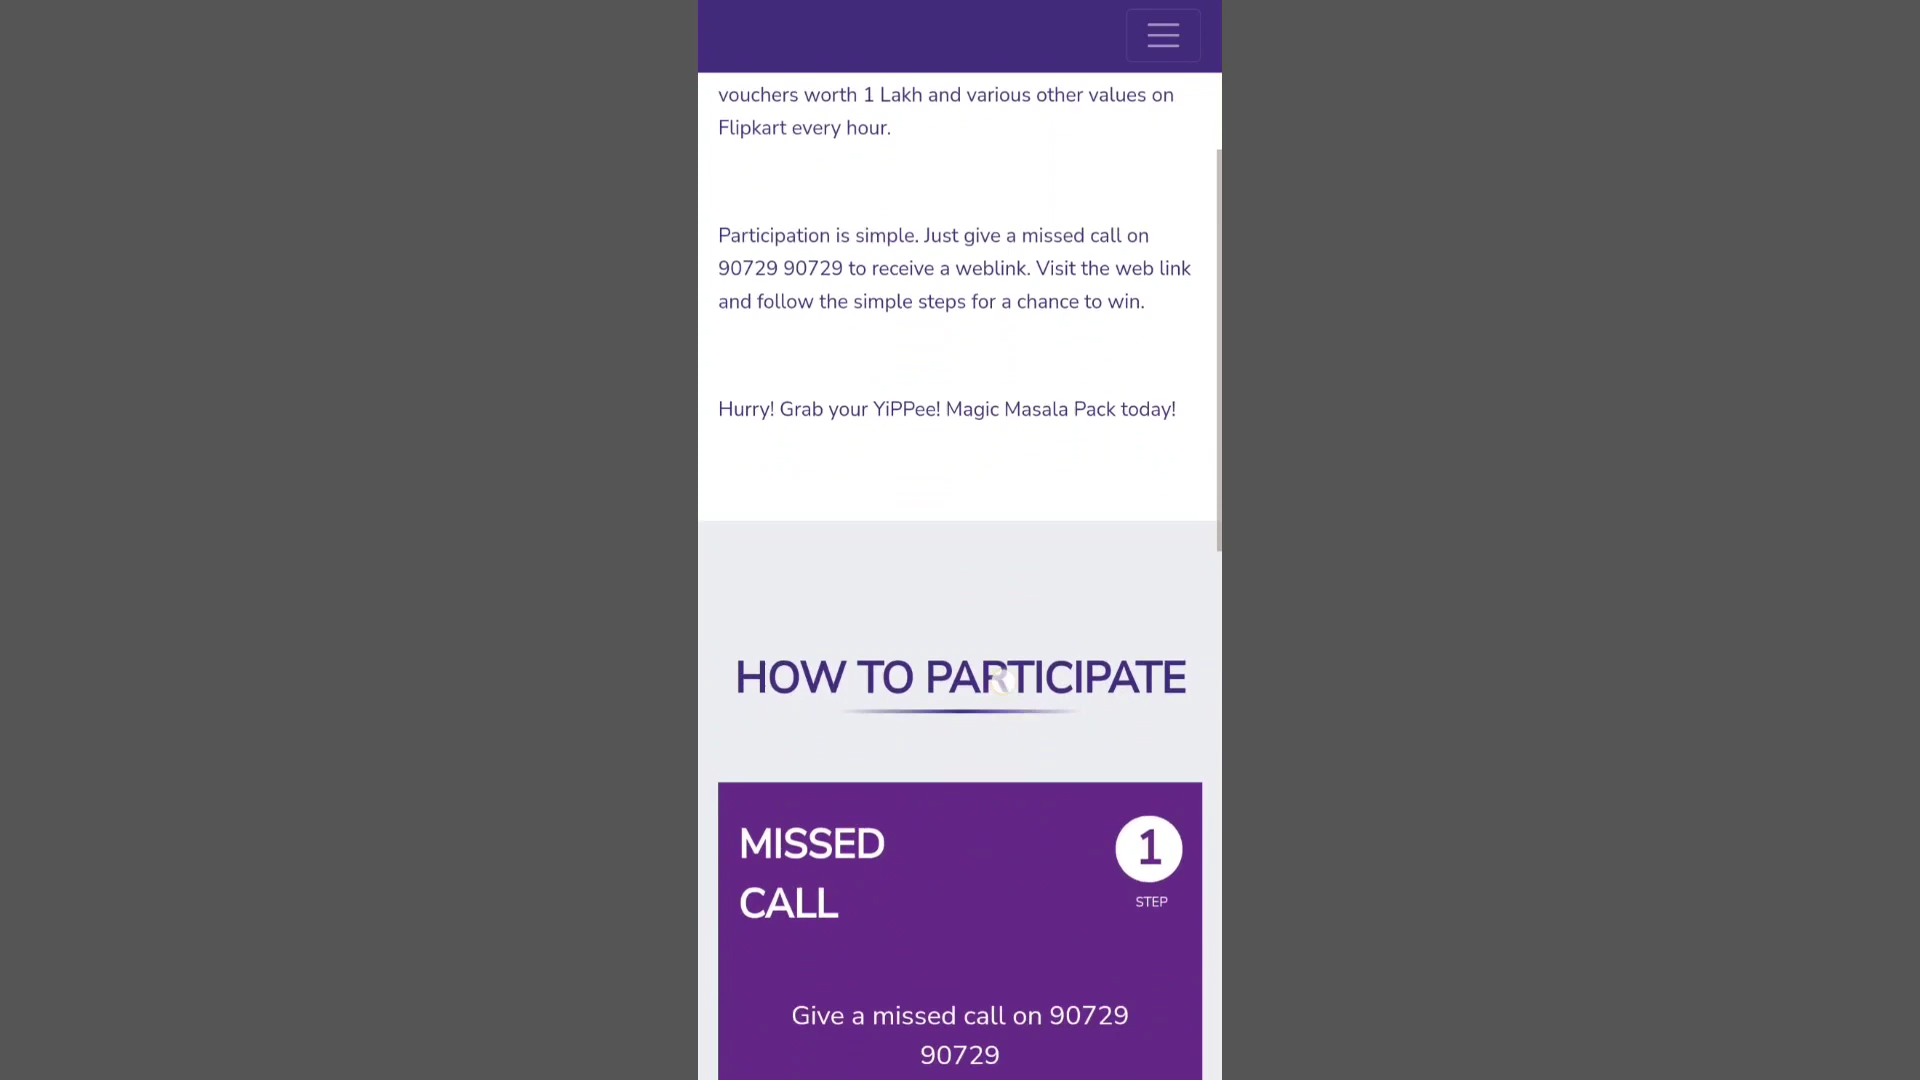 vouchers worth 1 Lakh and various other values on
Flipkart every hour.
Participation is simple. Just give a missed call on
90729 90729 to receive a weblink. Visit the web link
and follow the simple steps for a chance to win.
Hurry! Grab your YiPPee! Magic Masala Pack today!
HOW TO PARTICIPATE
MISSED
CALL
1
STEP
Give a missed call on 90729
90729